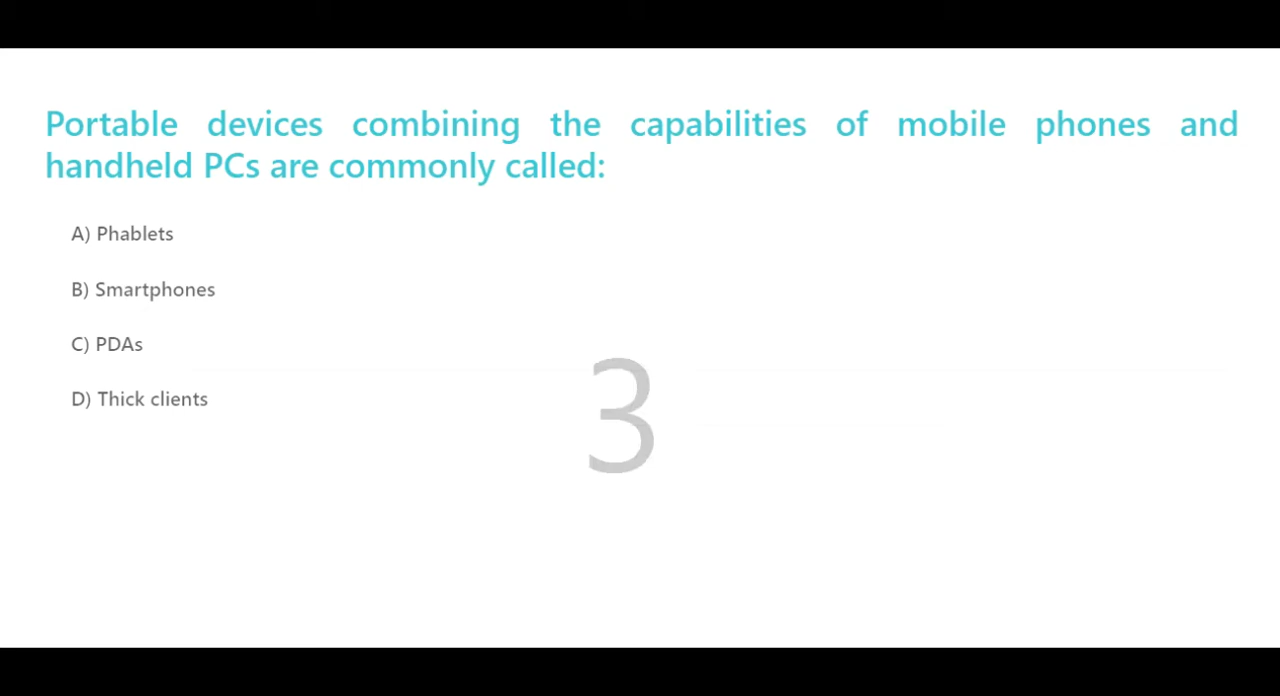 Portable devices combining the capabilities of mobile phones and
handheld PCs are commonly called:
A) Phablets
B) Smartphones
C) PDAs
D) Thick clients
3